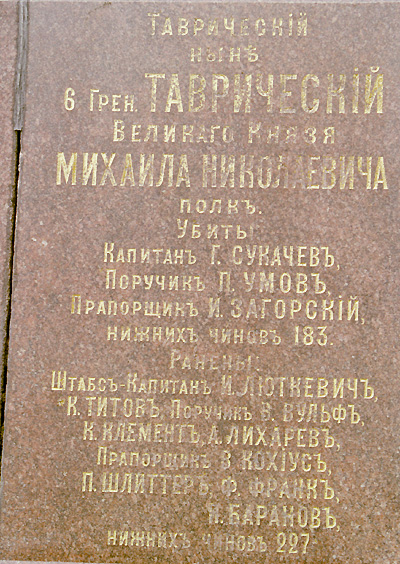 ТАВРИЧЕСКІЙ
НЫНѢ
6 ГРЕН. ТАВРИЧЕСКІЙ
ВЕЛИКАГО КНЯЗЯ
МИХАИЛА НИКОЛАЕВИЧА
ПОЛКЪ.
УБИТЫ:
КАПИТАНЪ Г. СУКАЧЕВЪ,
ПОРУЧИКЪ П. УМОВЪ,
ПРАПОРЩИКЪ И. ЗАГОРСКІЙ,
НИЖНИХЪ ЧИНОВЪ 183.
РАНЕНЫ:
ШТАБСЪ-КАПИТАНЪ И. ЛЮТКЕВИЧЪ,
К. ТИТОВЪ, ПОРУЧИКЪ В. ВУЛЬФЪ,
К. КЛЕМЕНТЪ, А. ЛИХАРЕВЪ,
ПРАПОРЩИКЪ З. КОХІУСЪ,
П. ШЛИТТЕРЪ, Ф. ФРАНКЪ,
Н. БАРАНОВЪ,
НИЖНИХЪ ЧИНОВЪ 227